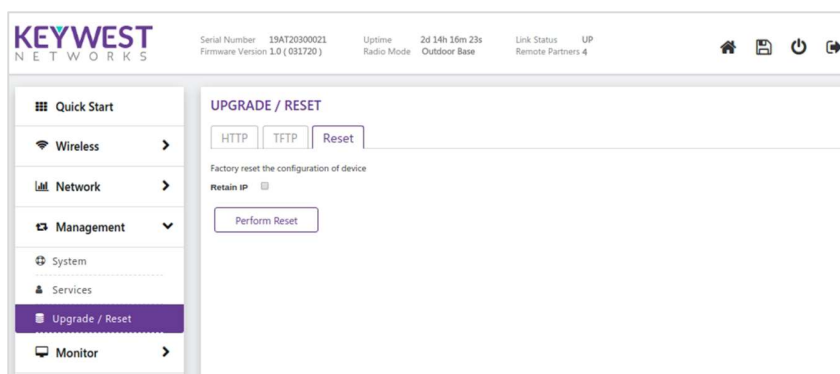 KEYWEST
NETWORKS
Serial Number 19AT20300021
Firmware Version 1.0 ( 031720 )
Uptime 2d 14h 16m 23s
Radio Mode Outdoor Base
Link Status UP
Remote Partners 4
Quick Start
Wireless
Network
Management
System
Services
Upgrade / Reset
Monitor
UPGRADE / RESET
HTTP TFTP Reset
Factory reset the configuration of device
Retain IP
Perform Reset